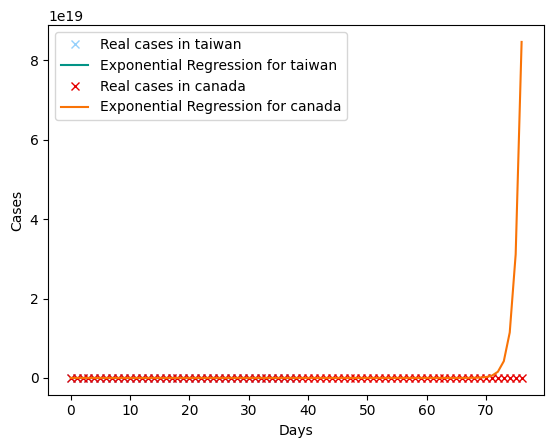 1e19
Real cases in taiwan
Exponential Regression for taiwan
Real cases in canada
Exponential Regression for canada
8
6
4
2
0
Cases
0 10 20 30 40 50 60 70
Days